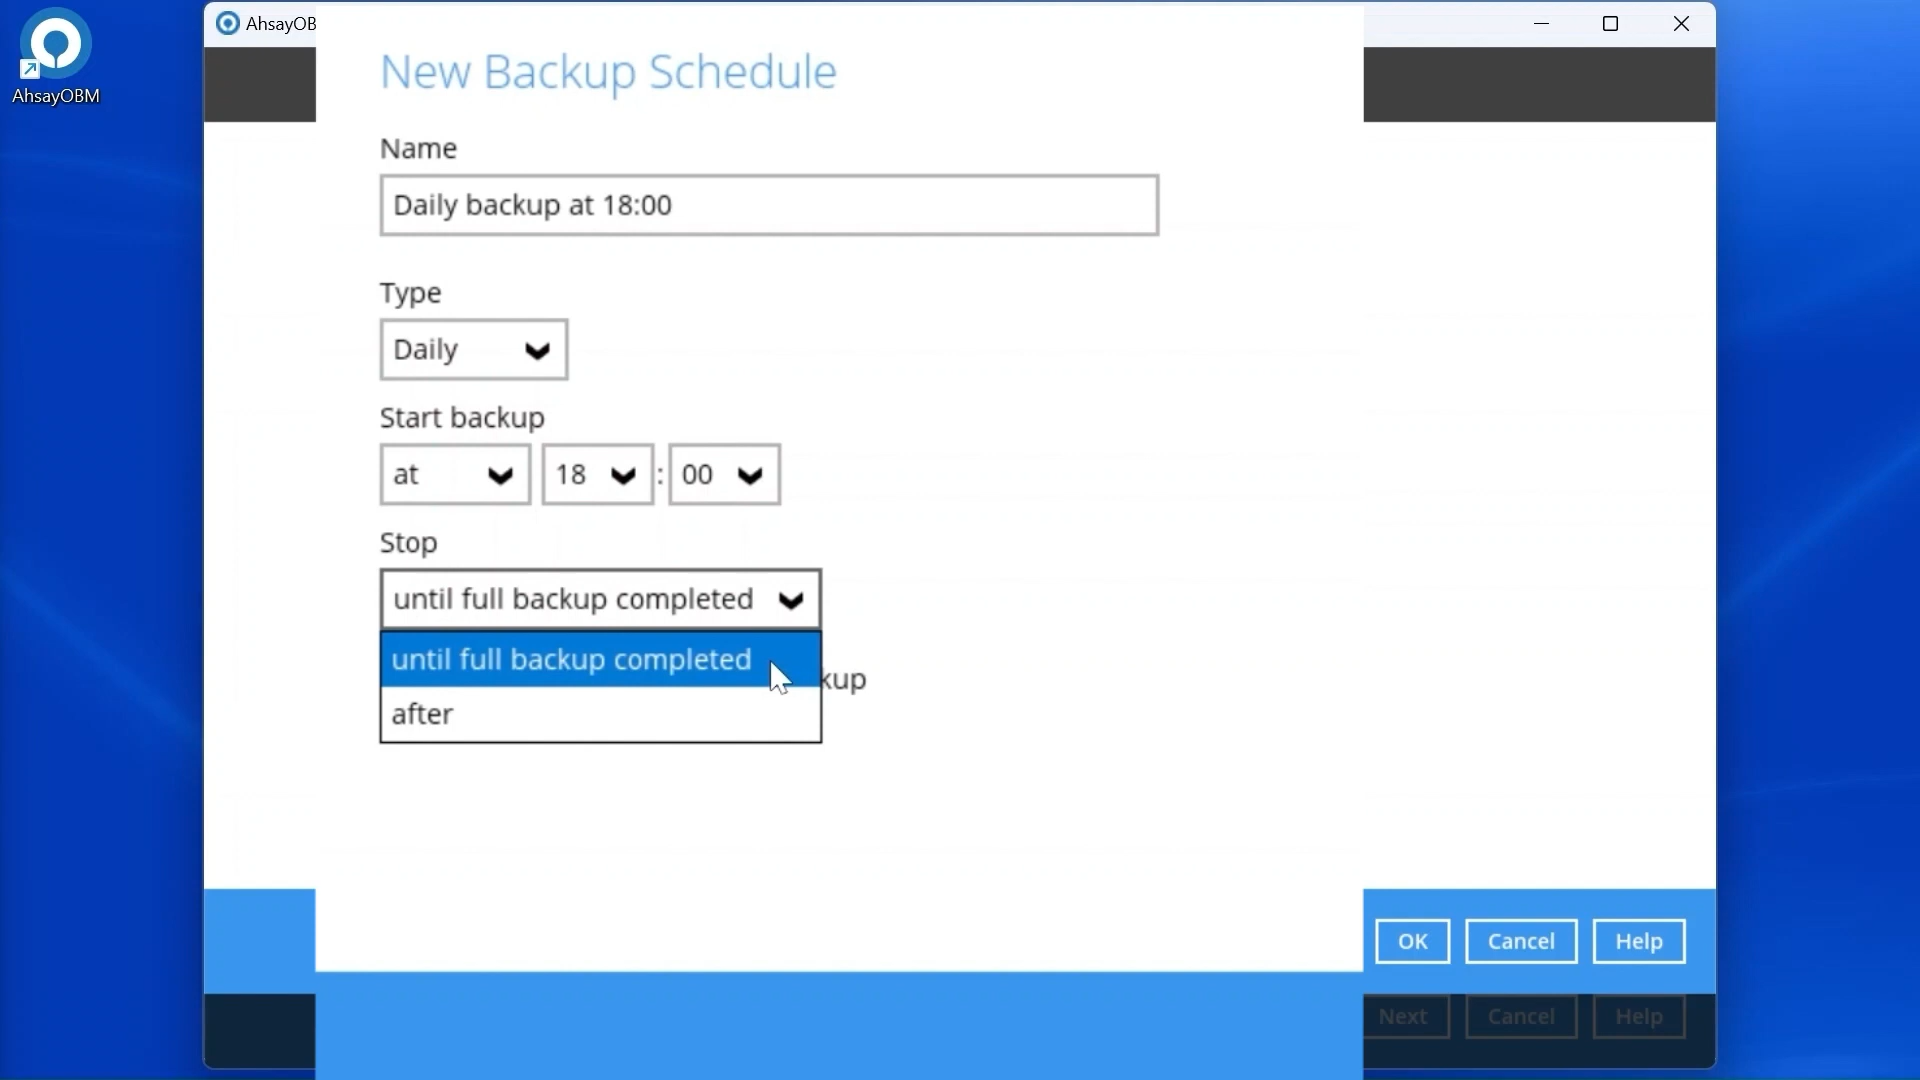 AhsayOBM
AhsayOB
New Backup Schedule
Name
Daily backup at 18:00
Type
Daily
Start backup
at 18 : 00
Stop
until full backup completed
until full backup completed
kup
after
OK Cancel Help
Next Cancel Help